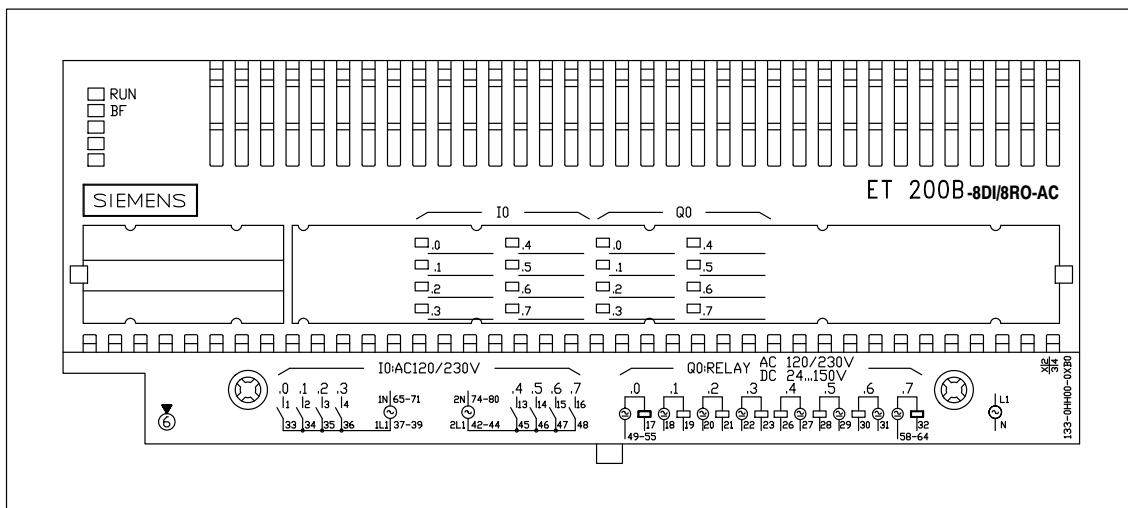 RUN
BF
SIEMENS
ET 200B-8DI/8RO-AC
I0 Q0
.0 .4 .0 .4
.1 .5 .1 .5
.2 .6 .2 .6
.3 .7 .3 .7
I0:AC120/230V
Q0:RELAY AC 120/230V
DC 24...150V
.0 .1 .2 .3 .4 .5 .6 .7
.0 .1 .2 .3 .4 .5 .6 .7
1 2 3 4 1N 65-71 2N 74-80 13 14 15 16 L1
33 34 35 36 1L1 37-39 2L1 42-44 45 46 47 48
17 18 19 20 21 22 23 26 27 28 29 30 31 32 N
49-55 58-64
6
X12
314
133-0HH00-0XB0